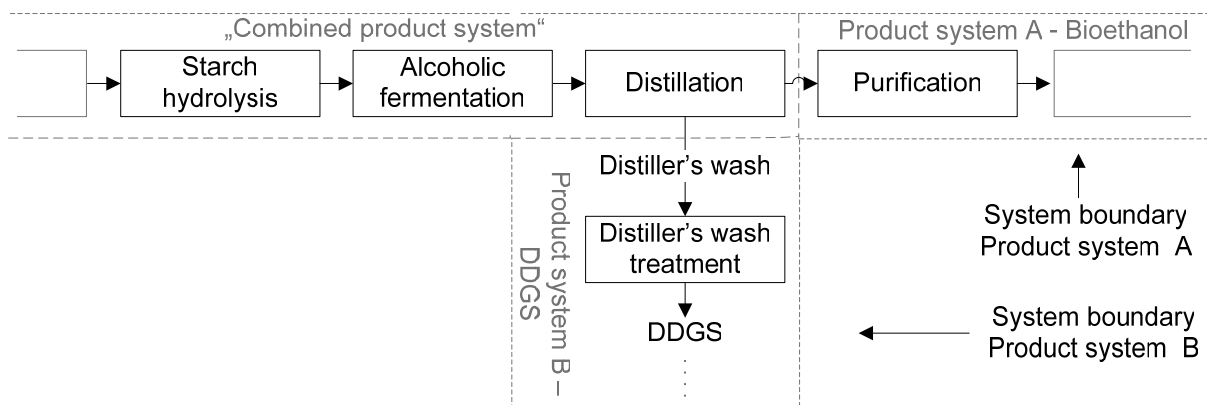 „Combined product system“
Product system A - Bioethanol
Starch
hydrolysis
Alcoholic
fermentation
Distillation
Purification
Distiller’s wash
Product system B –
DDGS
Distiller’s wash
treatment
DDGS
System boundary
Product system A
System boundary
Product system B